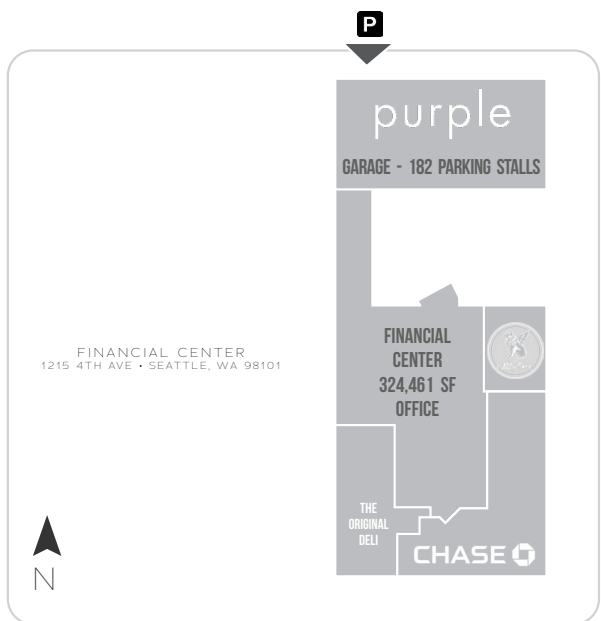 P
purple
GARAGE - 182 PARKING STALLS
FINANCIAL
CENTER
324,461 SF
OFFICE
FINANCIAL CENTER
1215 4TH AVE • SEATTLE, WA 98101
THE
ORIGINAL
DELI
CHASE
N